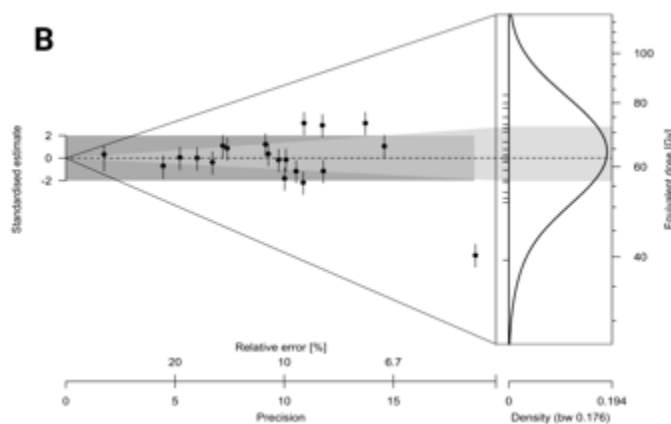 B
Standardised estimate
2
0
-2
100
80
60
40
Equivalent dose [Gy]
Relative error [%]
20
10
6.7
0
5
10
15
Precision
0
0.194
Density (bw 0.176)